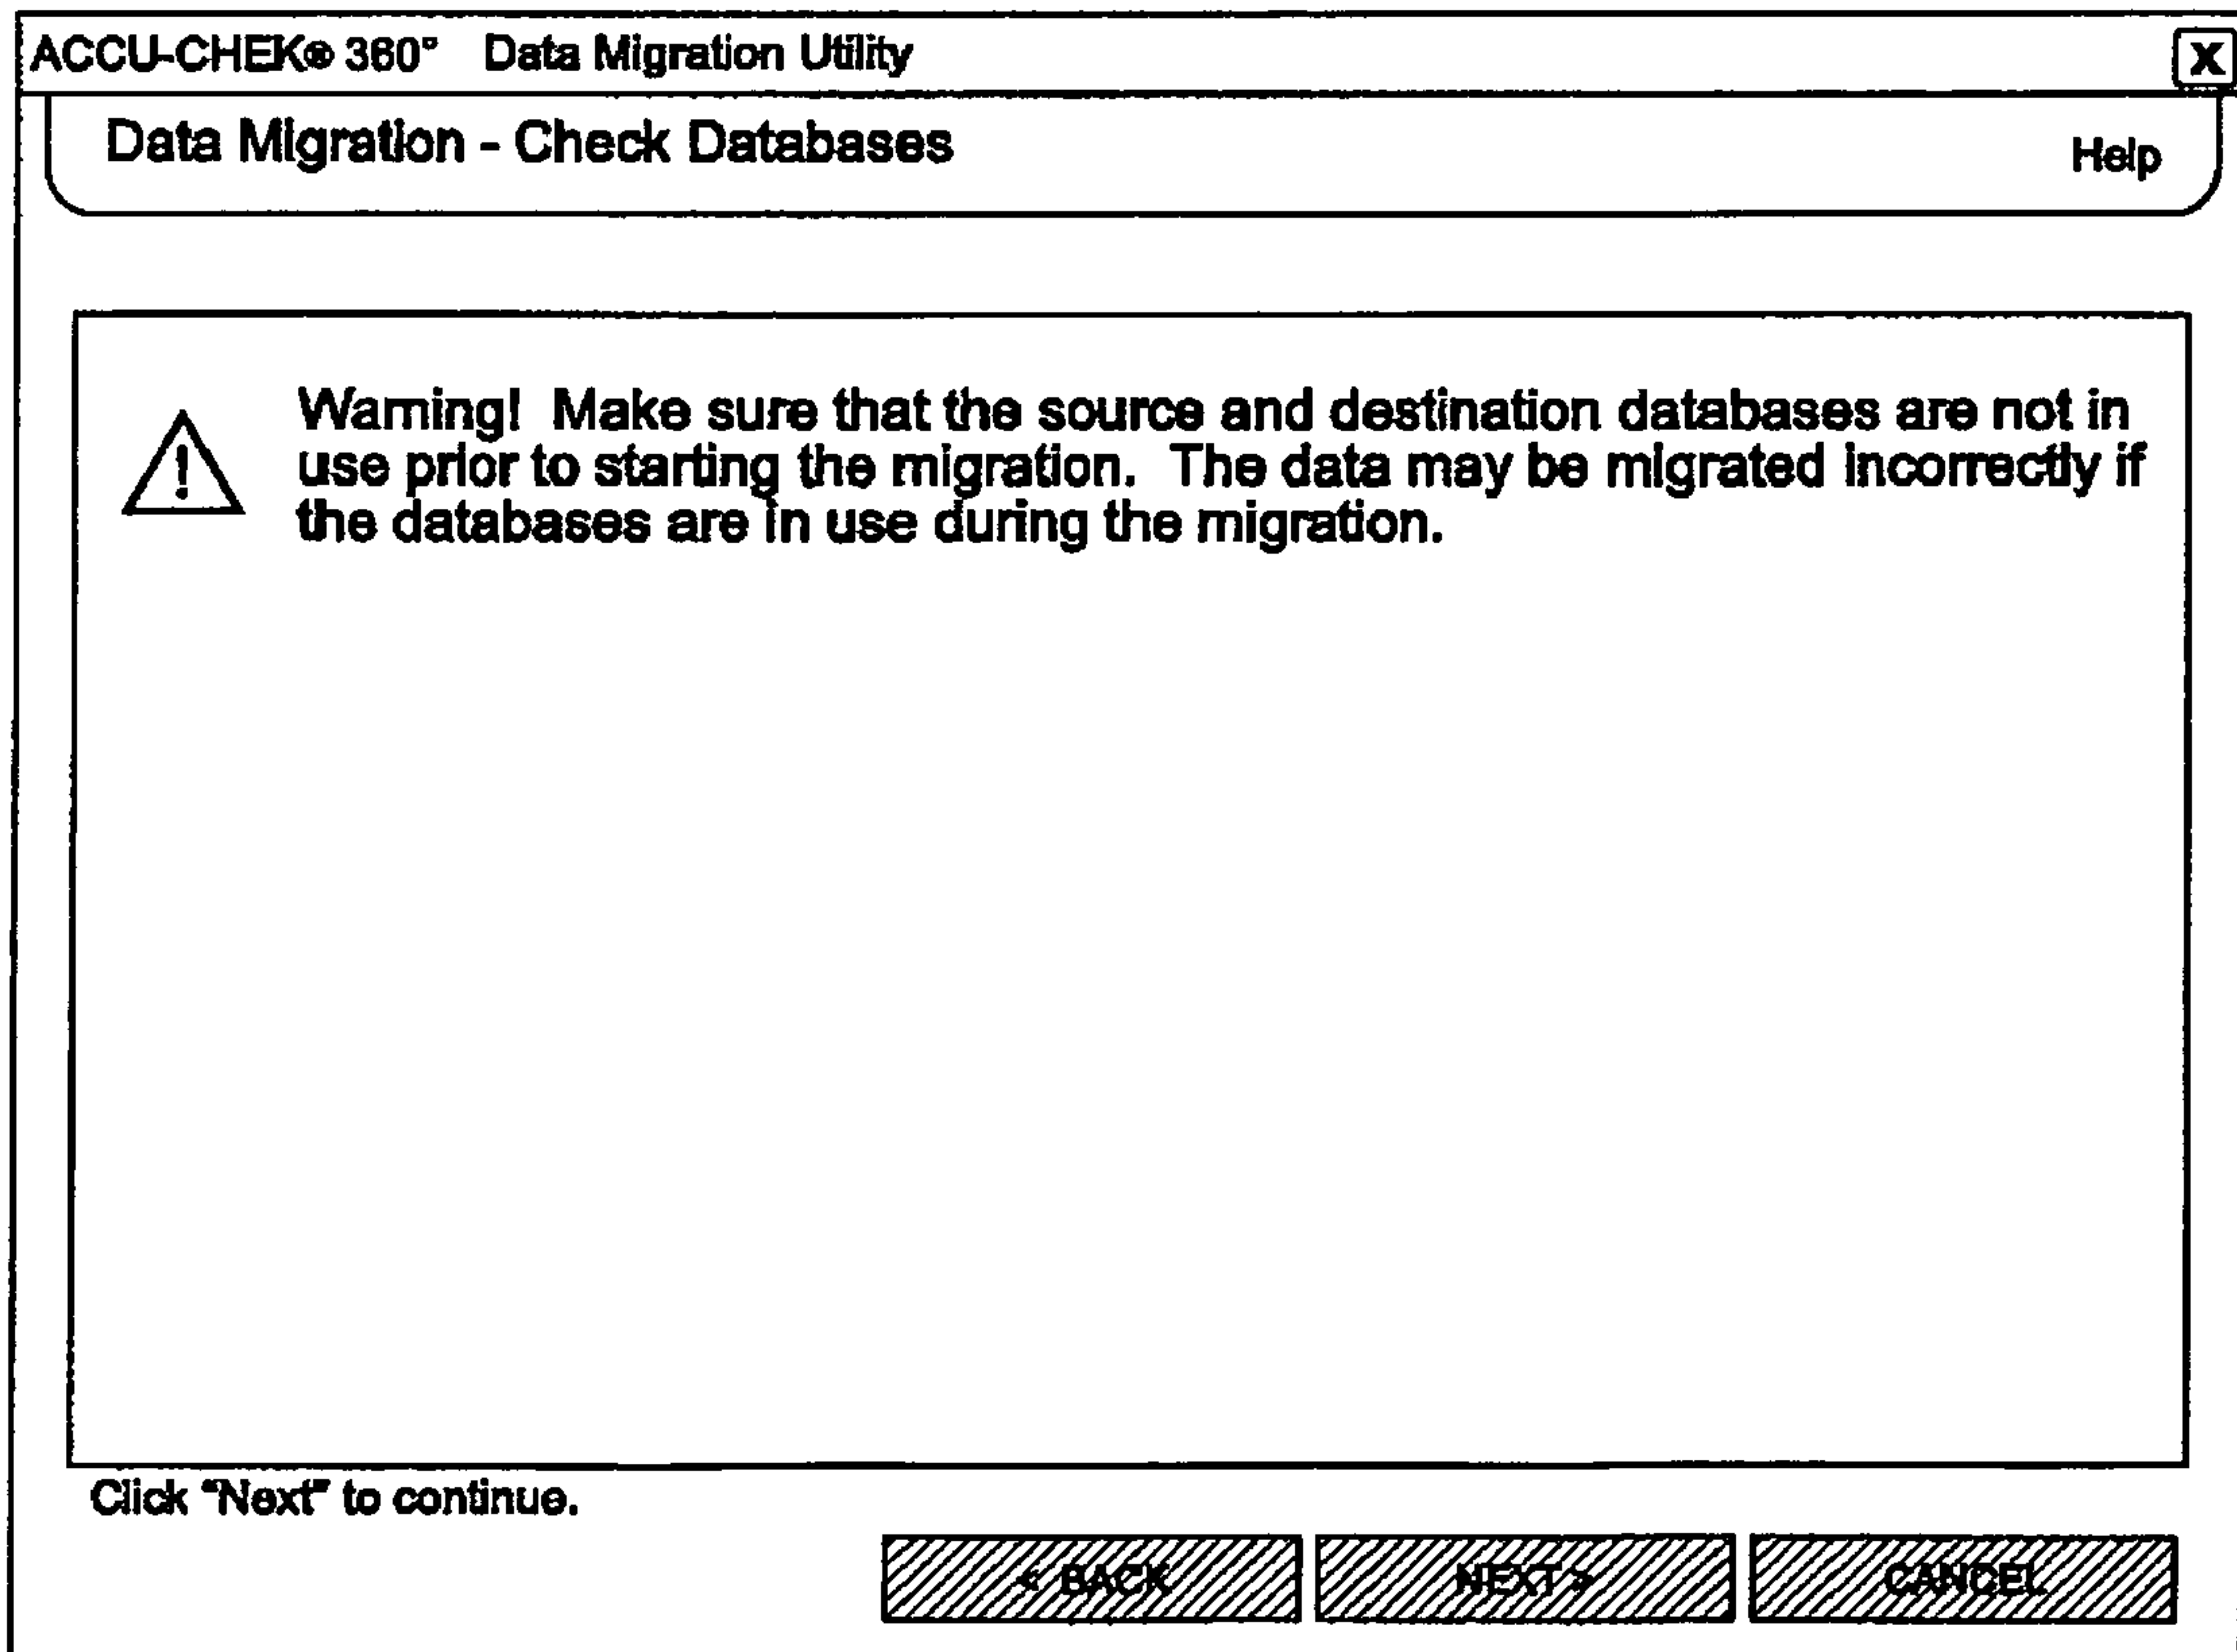 ACCU-CHEK® 360° Data Migration Utility
X
Data Migration - Check Databases
Help
Warning! Make sure that the source and destination databases are not in
use prior to starting the migration. The data may be migrated incorrectly if
the databases are in use during the migration.
!
Click "Next" to continue.
< BACK
NEXT >
CANCEL